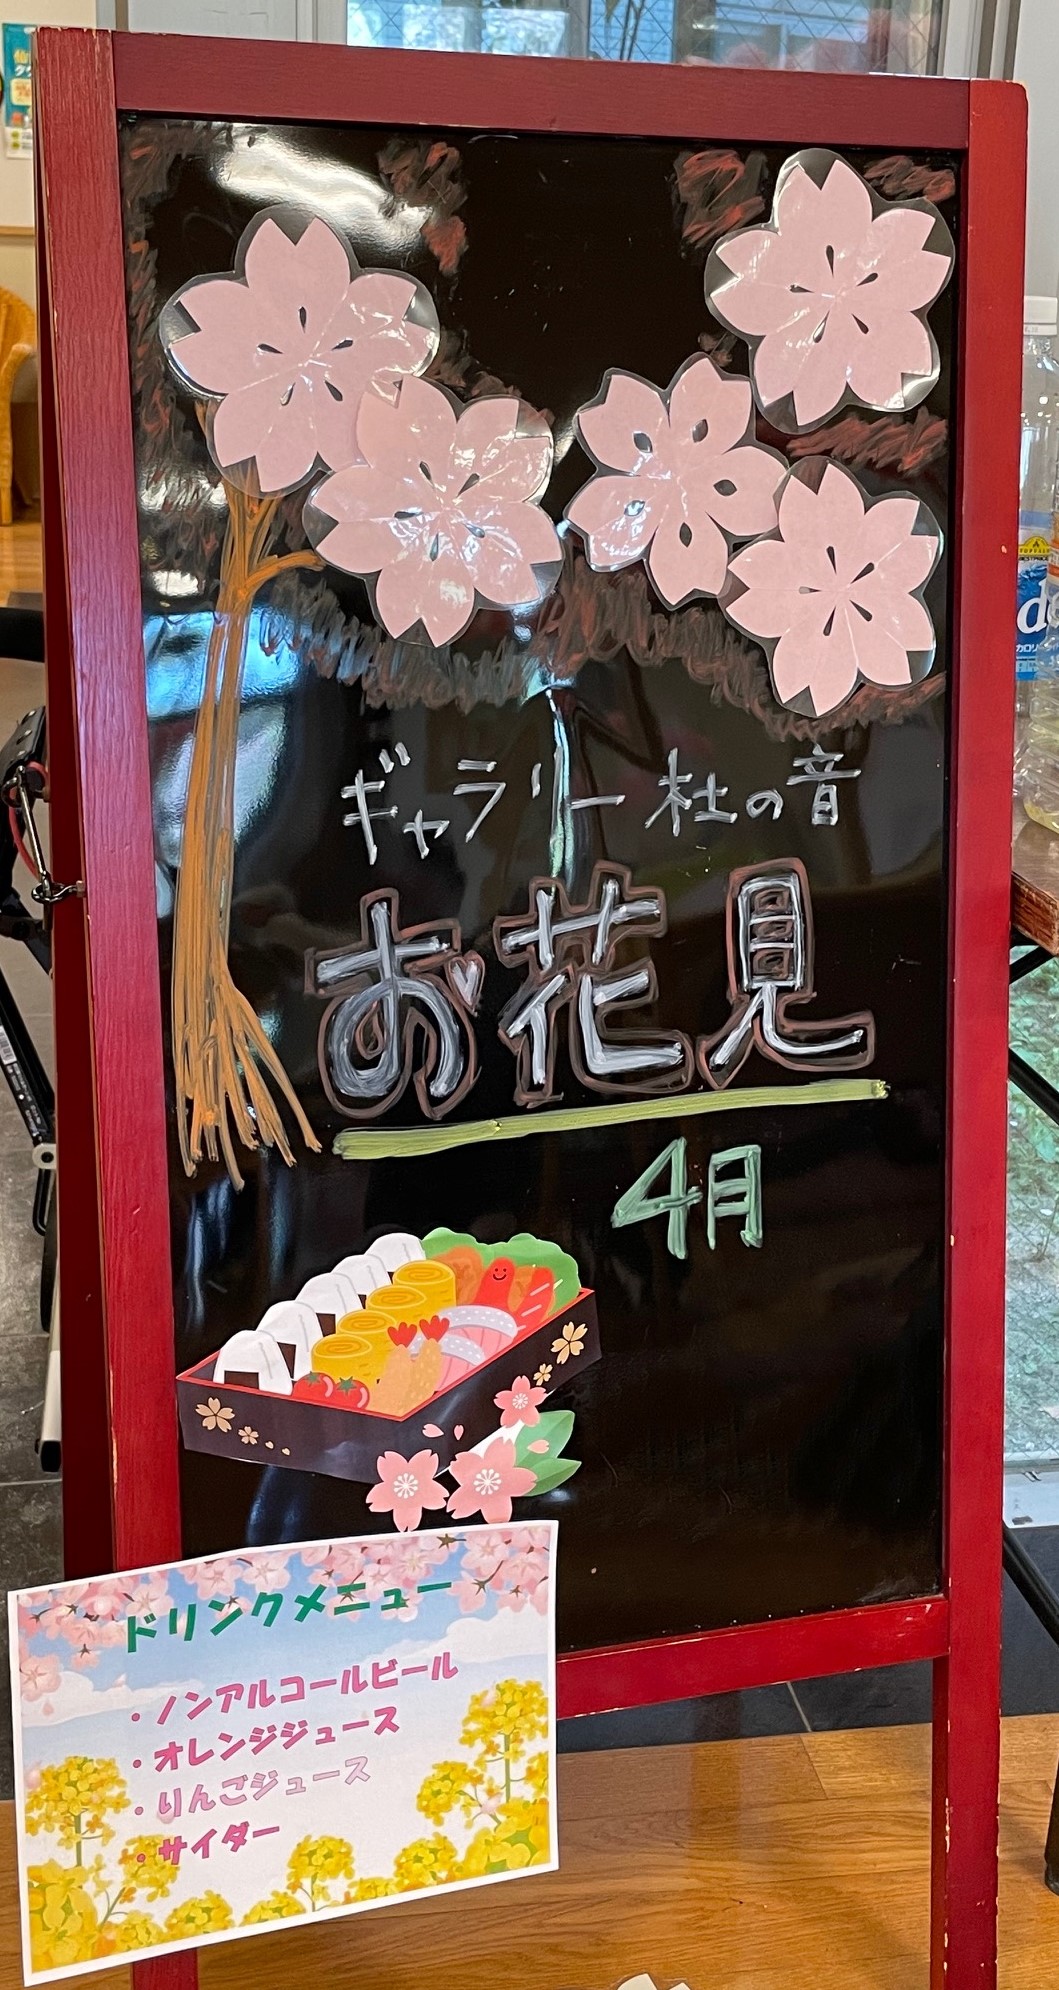 ギャラリー杜の音
お花見
4月
ドリンクメニュー
・ノンアルコールビール
・オレンジジュース
・りんごジュース
・サイダー